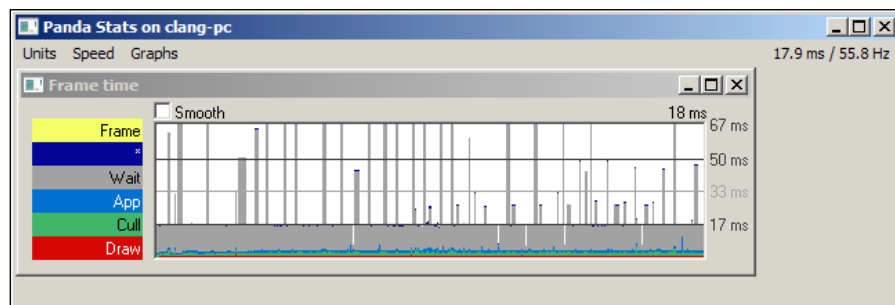 Panda Stats on clang-pc
Units Speed Graphs 17.9 ms / 55.8 Hz
Frame time
Smooth 18 ms
Frame
*
Wait
App
Cull
Draw
67 ms
50 ms
33 ms
17 ms